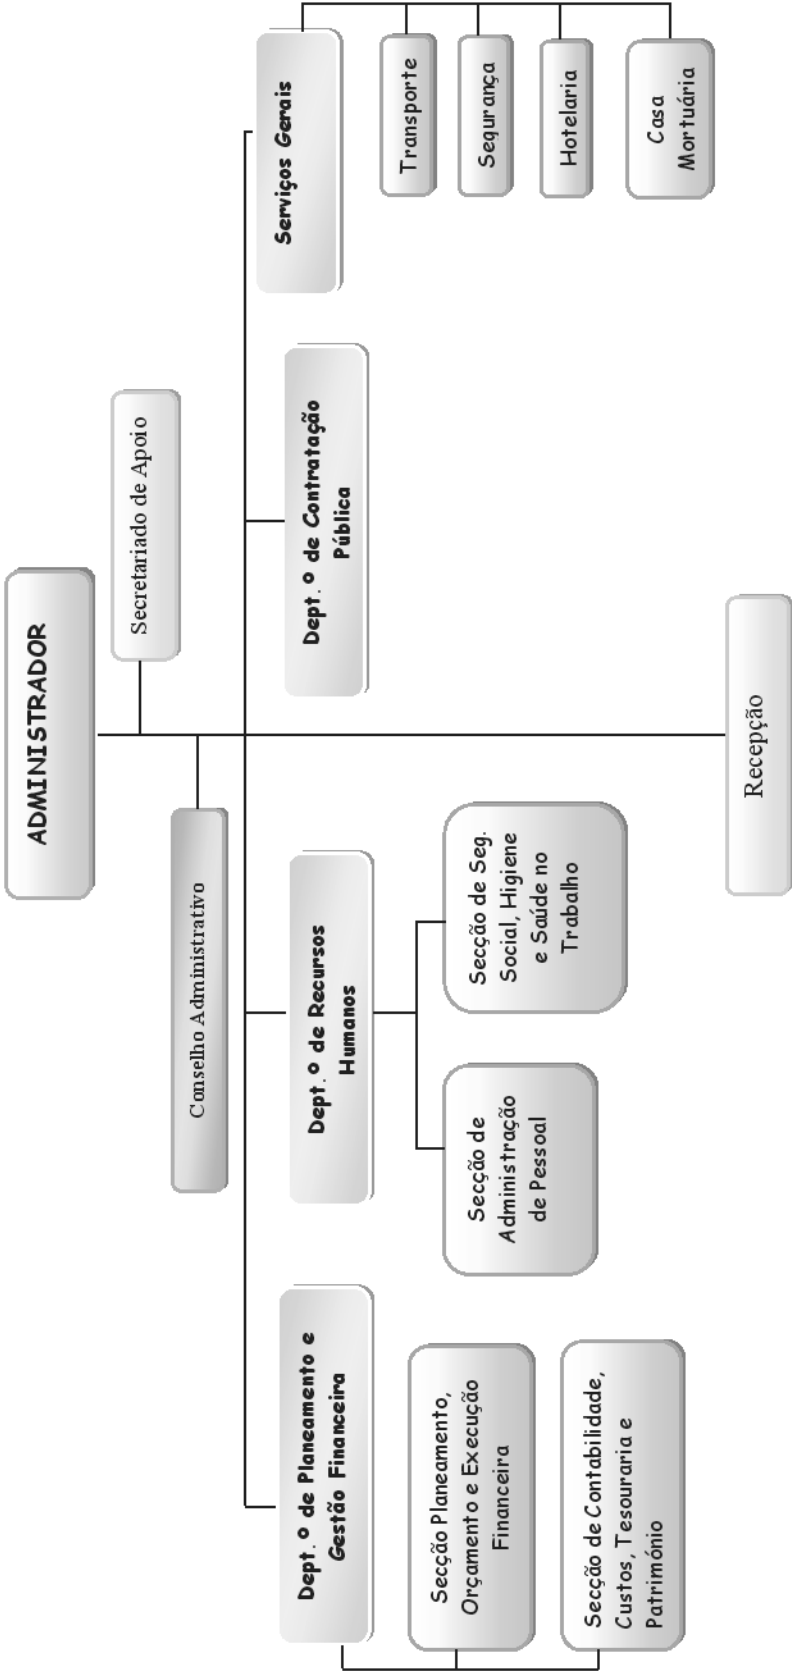 ADMINISTRADOR
Secretariado de Apoio
Conselho Administrativo
Dept.º de Planeamento e
Gestão Financeira
Secção Planeamento,
Orçamento e Execução
Financeira
Secção de Contabilidade,
Custos, Tesouraria e
Património
Dept.º de Recursos
Humanos
Secção de
Administração
de Pessoal
Secção de Seg.
Social, Higiene
e Saúde no
Trabalho
Dept.º de Contratação
Pública
Serviços Gerais
Transporte
Segurança
Hotelaria
Casa
Mortuária
Recepção